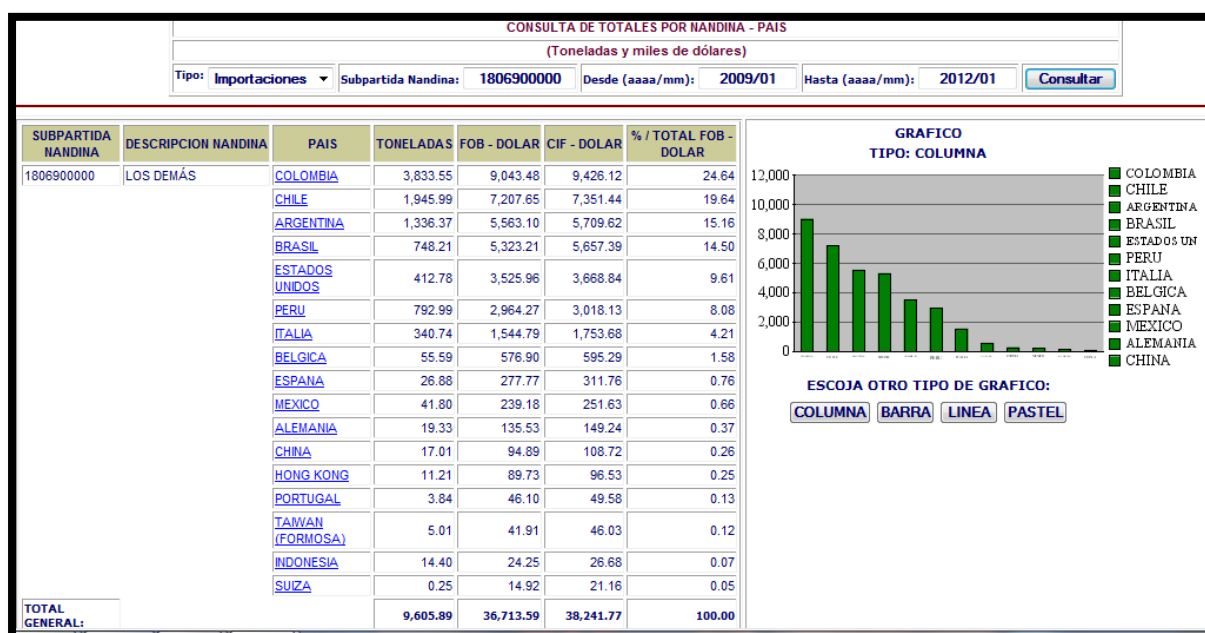 CONSULTA DE TOTALES POR NANDINA - PAIS
(Toneladas y miles de dólares)
Tipo: Importaciones Subpartida Nandina: 1806900000 Desde (aaaa/mm): 2009/01 Hasta (aaaa/mm): 2012/01 Consultar
SUBPARTIDA NANDINA DESCRIPCION NANDINA PAIS TONELADAS FOB - DOLAR CIF - DOLAR % / TOTAL FOB - DOLAR
1806900000 LOS DEMÁS COLOMBIA 3,833.55 9,043.48 9,426.12 24.64
CHILE 1,945.99 7,207.65 7,351.44 19.64
ARGENTINA 1,336.37 5,563.10 5,709.62 15.16
BRASIL 748.21 5,323.21 5,657.39 14.50
ESTADOS UNIDOS 412.78 3,525.96 3,668.84 9.61
PERU 792.99 2,964.27 3,018.13 8.08
ITALIA 340.74 1,544.79 1,753.68 4.21
BELGICA 55.59 576.90 595.29 1.58
ESPANA 26.88 277.77 311.76 0.76
MEXICO 41.80 239.18 251.63 0.66
ALEMANIA 19.33 135.53 149.24 0.37
CHINA 17.01 94.89 108.72 0.26
HONG KONG 11.21 89.73 96.53 0.25
PORTUGAL 3.84 46.10 49.58 0.13
TAIWAN (FORMOSA) 5.01 41.91 46.03 0.12
INDONESIA 14.40 24.25 26.68 0.07
SUIZA 0.25 14.92 21.16 0.05
TOTAL GENERAL: 9,605.89 36,713.59 38,241.77 100.00
GRAFICO
TIPO: COLUMNA
12,000
10,000
8,000
6,000
4,000
2,000
0
COLOMBIA
CHILE
ARGENTINA
BRASIL
ESTADOS UN
PERU
ITALIA
BELGICA
ESPANA
MEXICO
ALEMANIA
CHINA
ESCOJA OTRO TIPO DE GRAFICO:
COLUMNA BARRA LINEA PASTEL